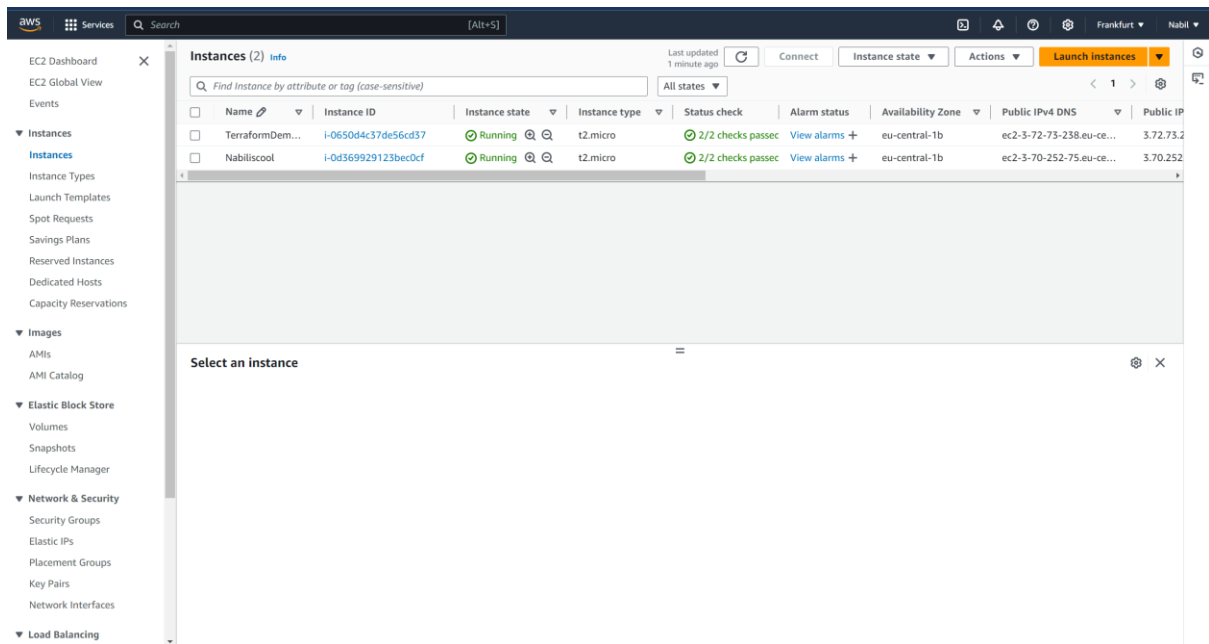 aws Services Search [Alt+S] Frankfurt Nabil
EC2 Dashboard
EC2 Global View
Events
Instances
Instances
Instance Types
Launch Templates
Spot Requests
Savings Plans
Reserved Instances
Dedicated Hosts
Capacity Reservations
Images
AMIs
AMI Catalog
Elastic Block Store
Volumes
Snapshots
Lifecycle Manager
Network & Security
Security Groups
Elastic IPs
Placement Groups
Key Pairs
Network Interfaces
Load Balancing
Instances (2) Info
Last updated
1 minute ago
Connect Instance state Actions Launch instances
Find Instance by attribute or tag (case-sensitive) All states 1
Name Instance ID Instance state Instance type Status check Alarm status Availability Zone Public IPv4 DNS Public IP
TerraformDem... i-0650d4c37de56cd37 Running t2.micro 2/2 checks passec View alarms + eu-central-1b ec2-3-72-73-238.eu-ce... 3.72.73.2
Nabiliscool i-0d369929123bec0cf Running t2.micro 2/2 checks passec View alarms + eu-central-1b ec2-3-70-252-75.eu-ce... 3.70.252
Select an instance